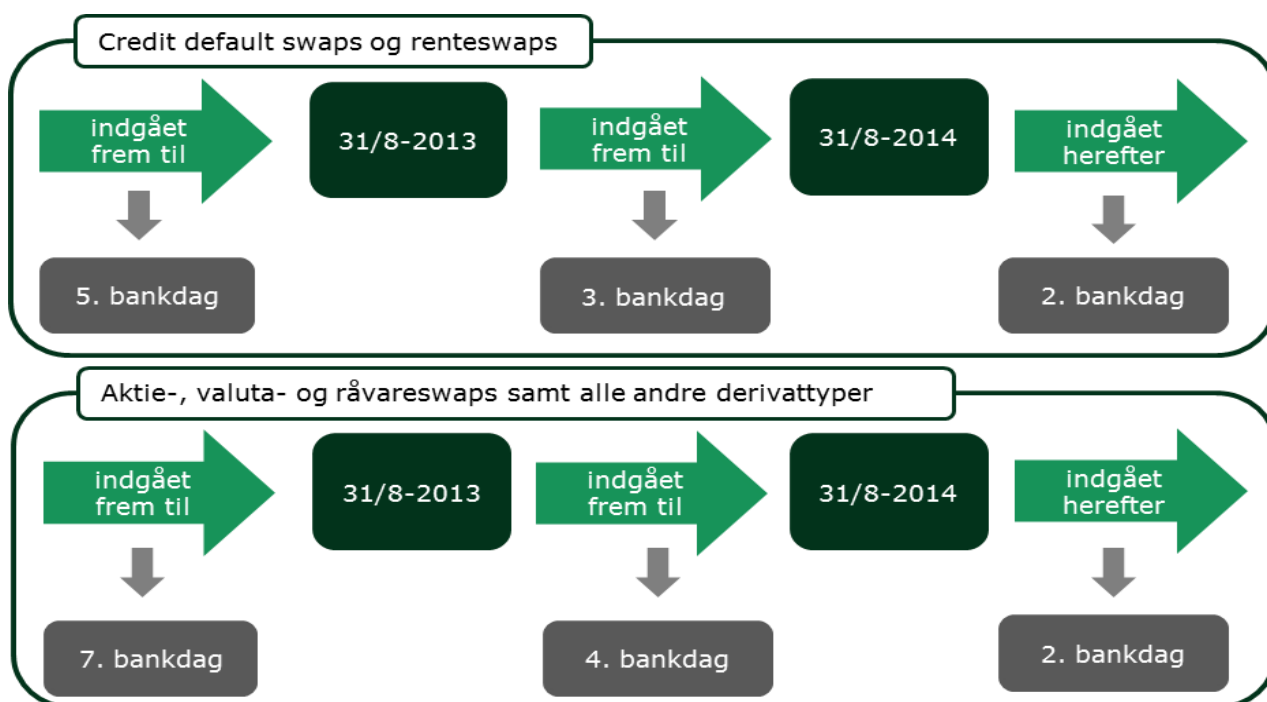 Credit default swaps og renteswaps
indgået
frem til
31/8-2013
indgået
frem til
31/8-2014
indgået
herefter
5. bankdag
3. bankdag
2. bankdag
Aktie-, valuta- og råvareswaps samt alle andre derivattyper
indgået
frem til
31/8-2013
indgået
frem til
31/8-2014
indgået
herefter
7. bankdag
4. bankdag
2. bankdag